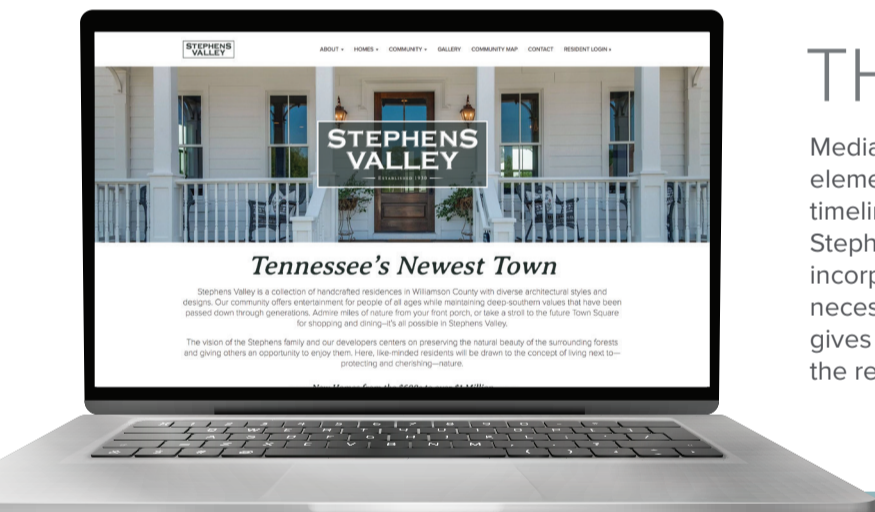 STEPHENS
VALLEY
ABOUT HOMES COMMUNITY GALLERY COMMUNITY MAP CONTACT RESIDENT LOGIN
STEPHENS
VALLEY
ESTABLISHED
Tennessee's Newest Town
Stephens Valley is a collection of handcrafted residences in Williamson County with diverse architectural styles and
designs. Our community offers entertainment for people of all ages while maintaining deep-southern values that have been
passed down through generations. Admire miles of nature from your front porch, or take a stroll to the future Town Square
for shopping and dining—it's all possible in Stephens Valley.
The vision of the Stephens family and our developers centers on preserving the natural beauty of the surrounding forests
and giving others an opportunity to enjoy them. Here, like-minded residents will be drawn to the concept of living next to—
protecting and cherishing—nature.
TH
Media
eleme
timeli
Steph
incorp
neces
gives
the re